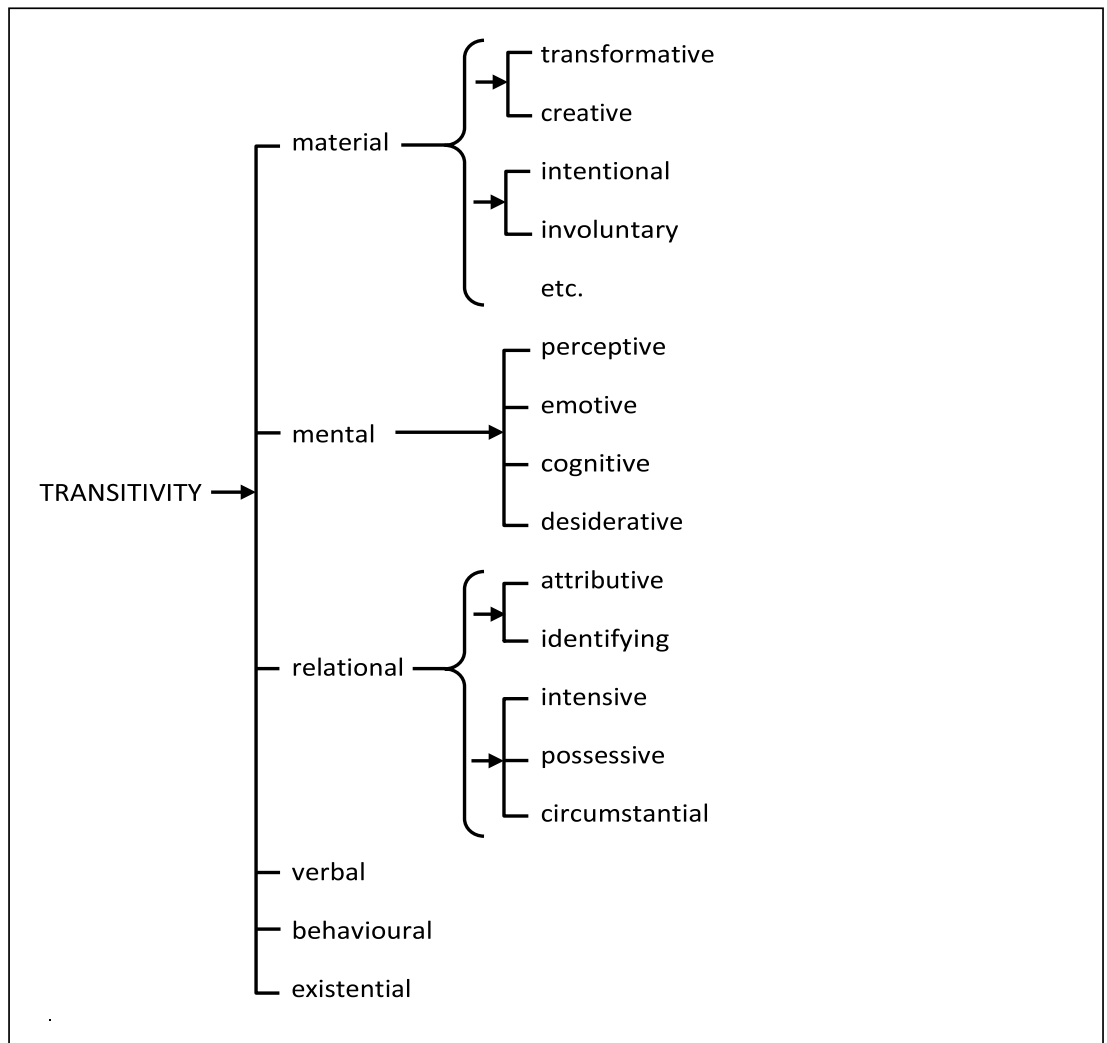 transformative
creative
material
intentional
involuntary
etc.
perceptive
emotive
mental
cognitive
TRANSITIVITY
desiderative
attributive
identifying
relational
intensive
possessive
circumstantial
verbal
behavioural
existential
.